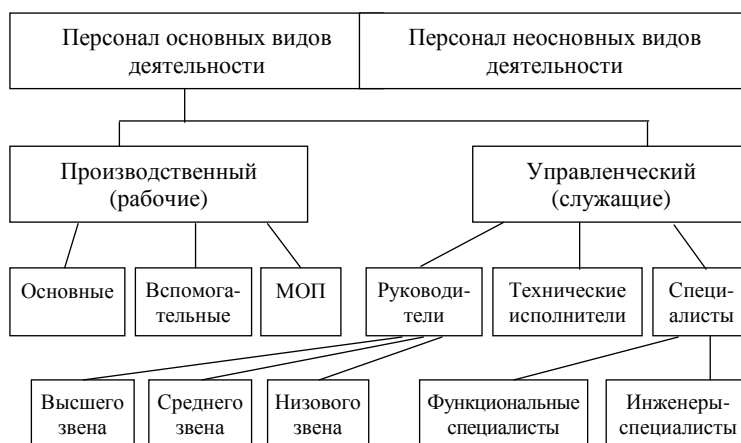 Персонал основных видов
деятельности
Персонал неосновных видов
деятельности
Производственный
(рабочие)
Управленческий
(служащие)
Основные
Вспомога-
тельные
МОП
Руководи-
тели
Технические
исполнители
Специ-
алисты
Высшего
звена
Среднего
звена
Низового
звена
Функциональные
специалисты
Инженеры-
специалисты